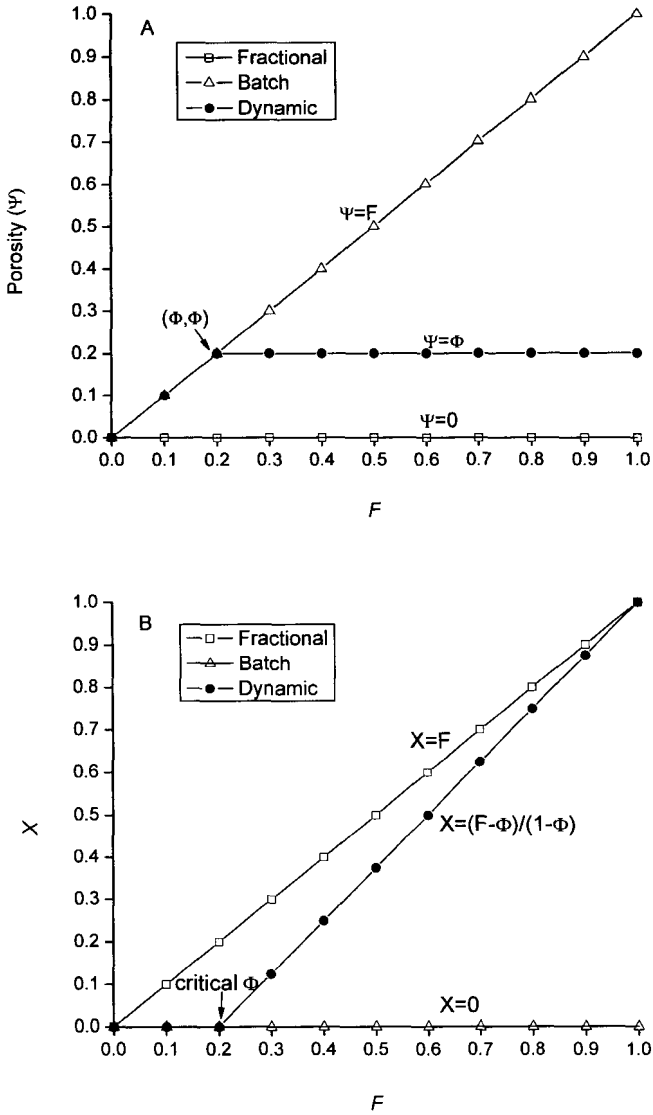 A
Fractional
Batch
Dynamic
1.0
0.9
0.8
0.7
0.6
0.5
0.4
0.3
0.2
0.1
0.0
Porosity (Ψ)
Ψ=F
(Φ,Φ)
Ψ=Φ
Ψ=0
0.0 0.1 0.2 0.3 0.4 0.5 0.6 0.7 0.8 0.9 1.0
F
B
Fractional
Batch
Dynamic
1.0
0.9
0.8
0.7
0.6
0.5
0.4
0.3
0.2
0.1
0.0
X
X=F
X=(F-Φ)/(1-Φ)
critical Φ
X=0
0.0 0.1 0.2 0.3 0.4 0.5 0.6 0.7 0.8 0.9 1.0
F